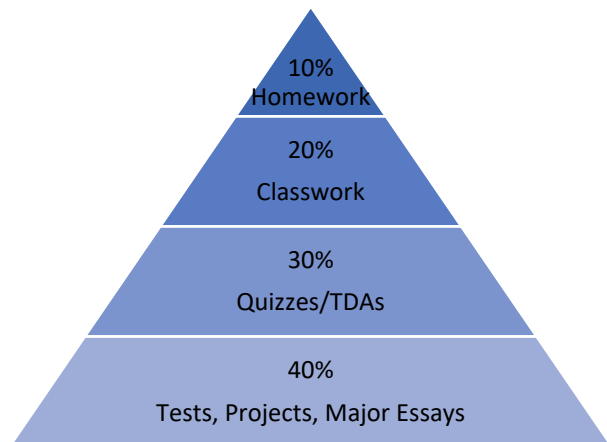 10%
Homework
20%
Classwork
30%
Quizzes/TDAs
40%
Tests, Projects, Major Essays